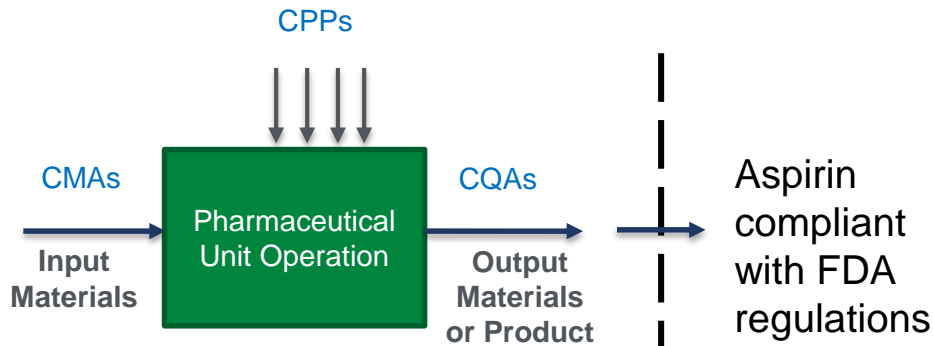 CPPs
CMAs
Input
Materials
Pharmaceutical
Unit Operation
CQAs
Output
Materials
or Product
Aspirin
compliant
with FDA
regulations